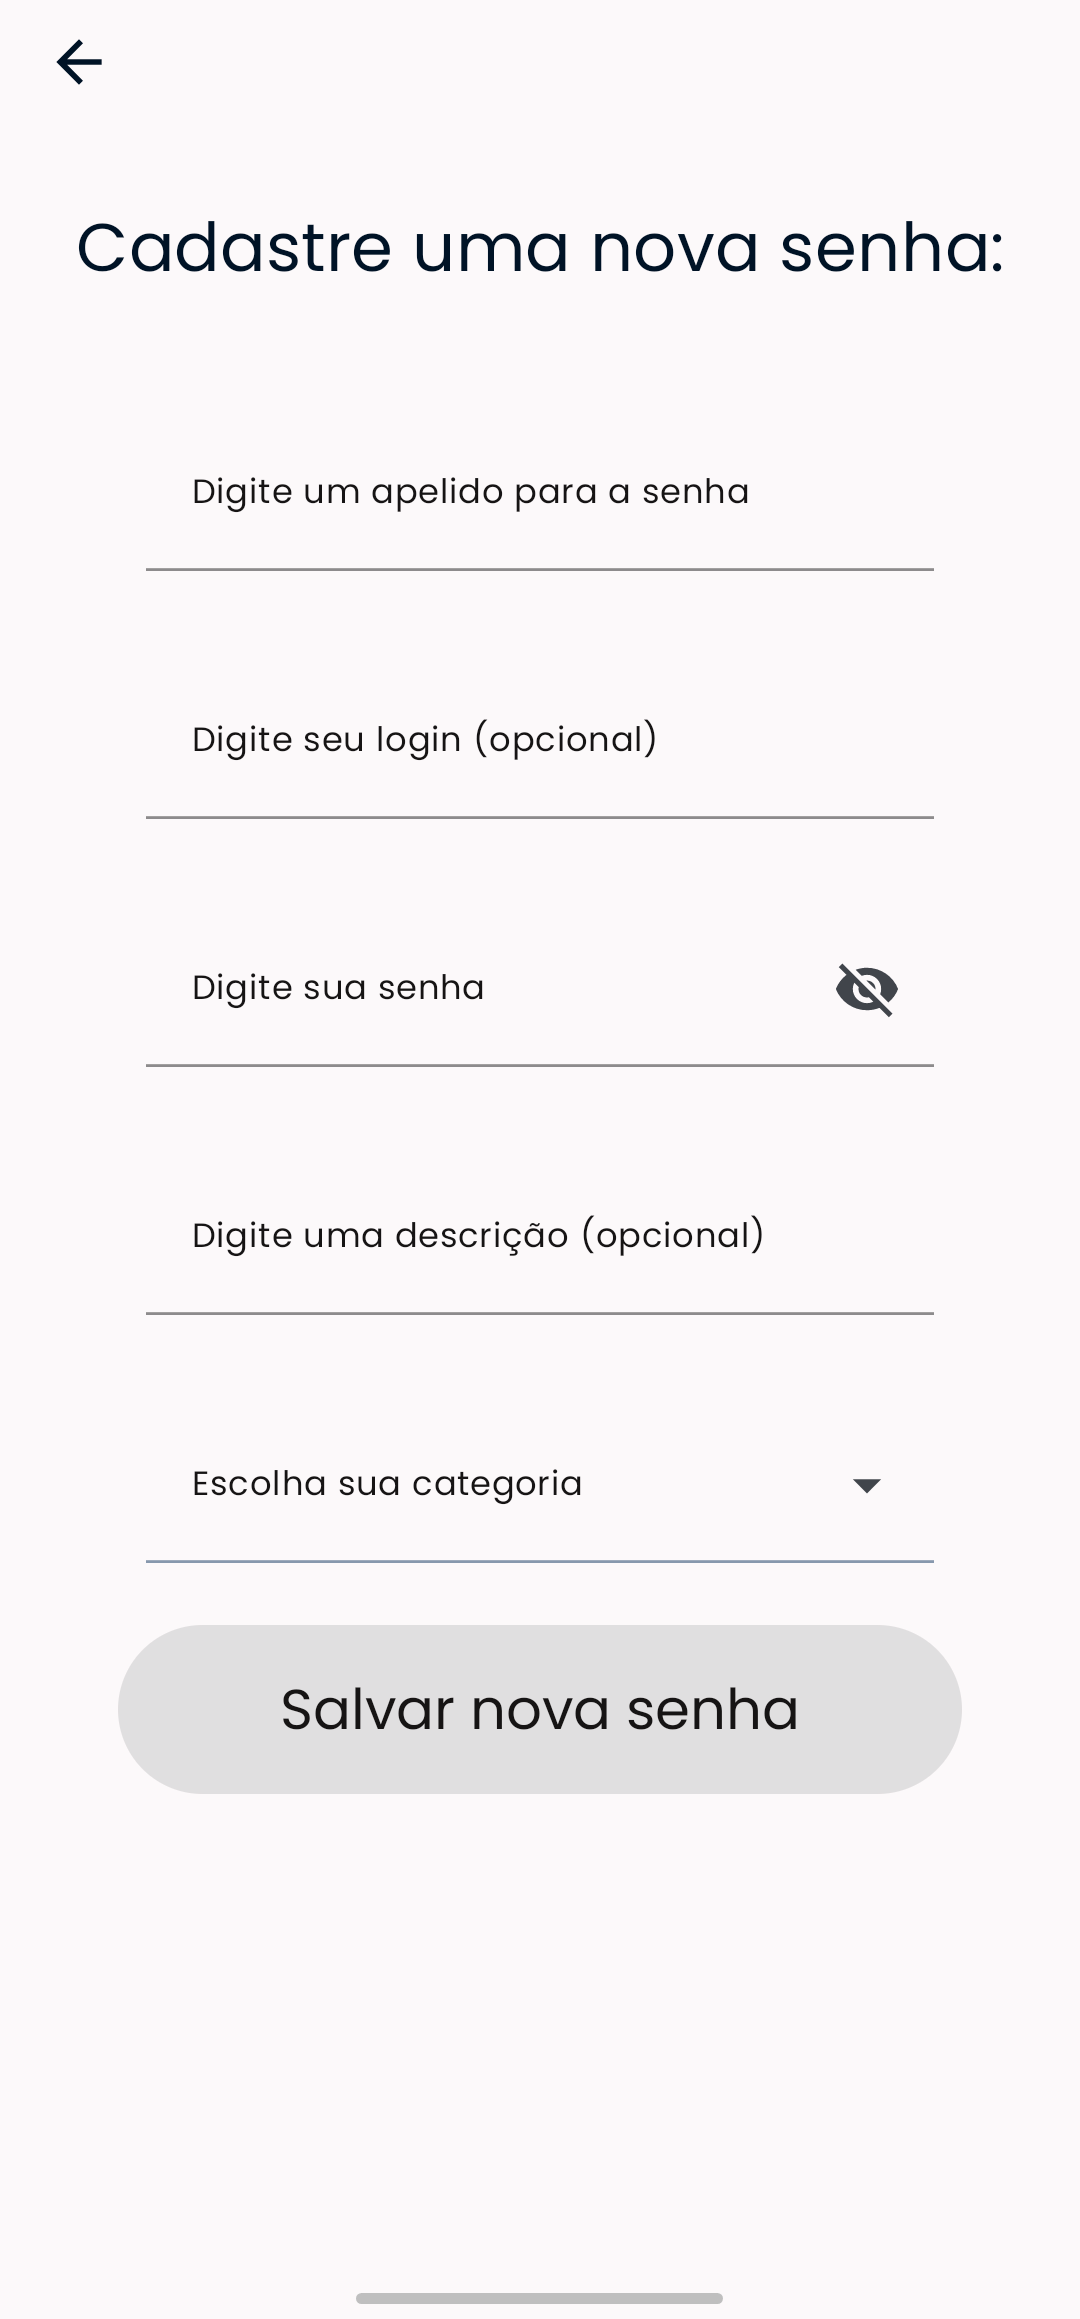 Cadastre uma nova senha:
Digite um apelido para a senha
Digite seu login (opcional)
Digite sua senha
Digite uma descrição (opcional)
Escolha sua categoria
Salvar nova senha